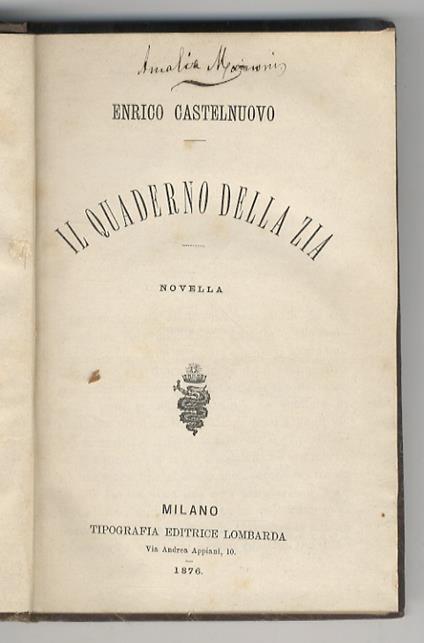 Amalia
ENRICO CASTELNUOVO
IL QUADERNO DELLA ZIA
NOVELLA
MILANO
TIPOGRAFIA EDITRICE LOMBARDA
Via Andrea Appiani, 10.
1876.